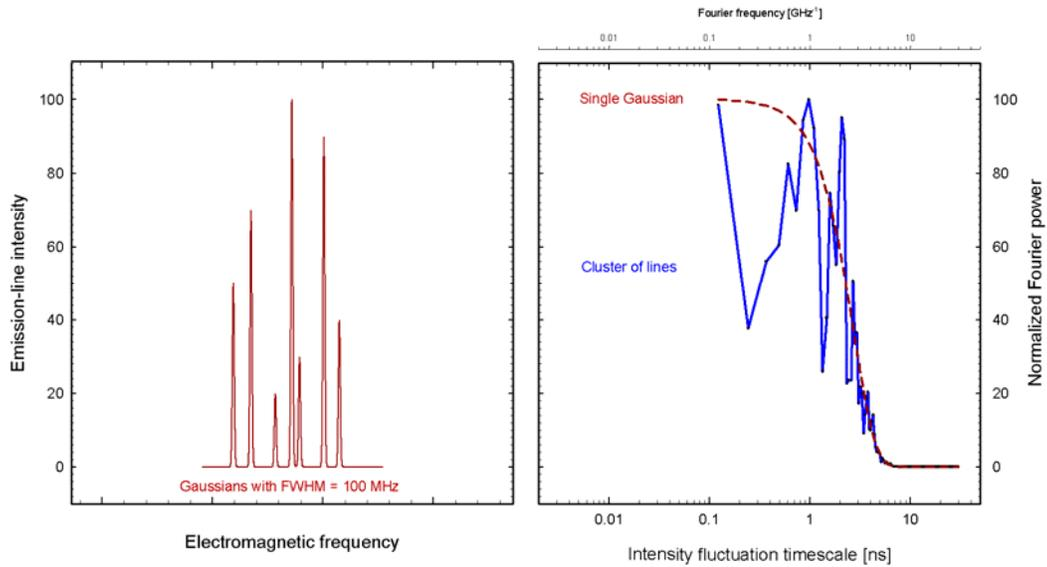 Fourier frequency [GHz⁻¹]
0.01 0.1 1 10
100 Single Gaussian 100
80 80
60 60
Cluster of lines
40 40
20 20
0 0
Gaussians with FWHM = 100 MHz
Emission-line intensity
Normalized Fourier power
0.01 0.1 1 10
Electromagnetic frequency
Intensity fluctuation timescale [ns]